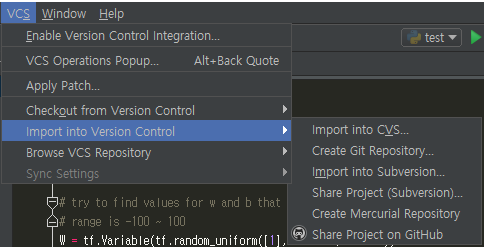 VCS Window Help
Enable Version Control Integration...
test
VCS Operations Popup... Alt+Back Quote
Apply Patch...
Checkout from Version Control
Import into Version Control
Import into CVS...
Browse VCS Repository
Create Git Repository...
Sync Settings
Import into Subversion...
Share Project (Subversion)...
# try to find values for w and b that
Create Mercurial Repository
# range is -100 ~ 100
Share Project on GitHub
W = tf.Variable(tf.random_uniform([1],